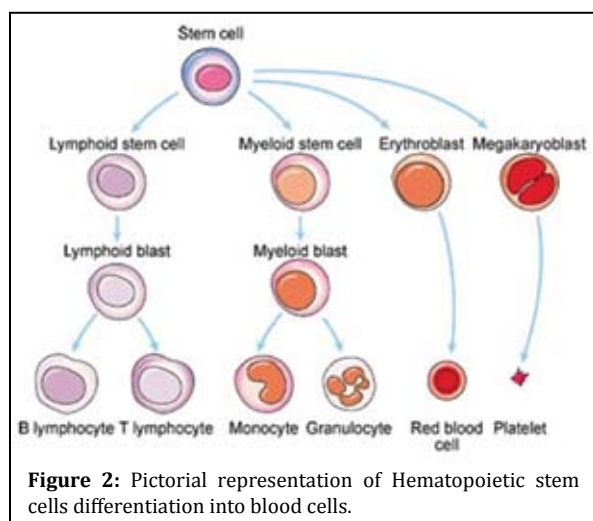 Stem cell
Lymphoid stem cell
Myeloid stem cell
Erythroblast
Megakaryoblast
Lymphoid blast
Myeloid blast
B lymphocyte
T lymphocyte
Monocyte
Granulocyte
Red blood
cell
Platelet
Figure 2: Pictorial representation of Hematopoietic stem
cells differentiation into blood cells.